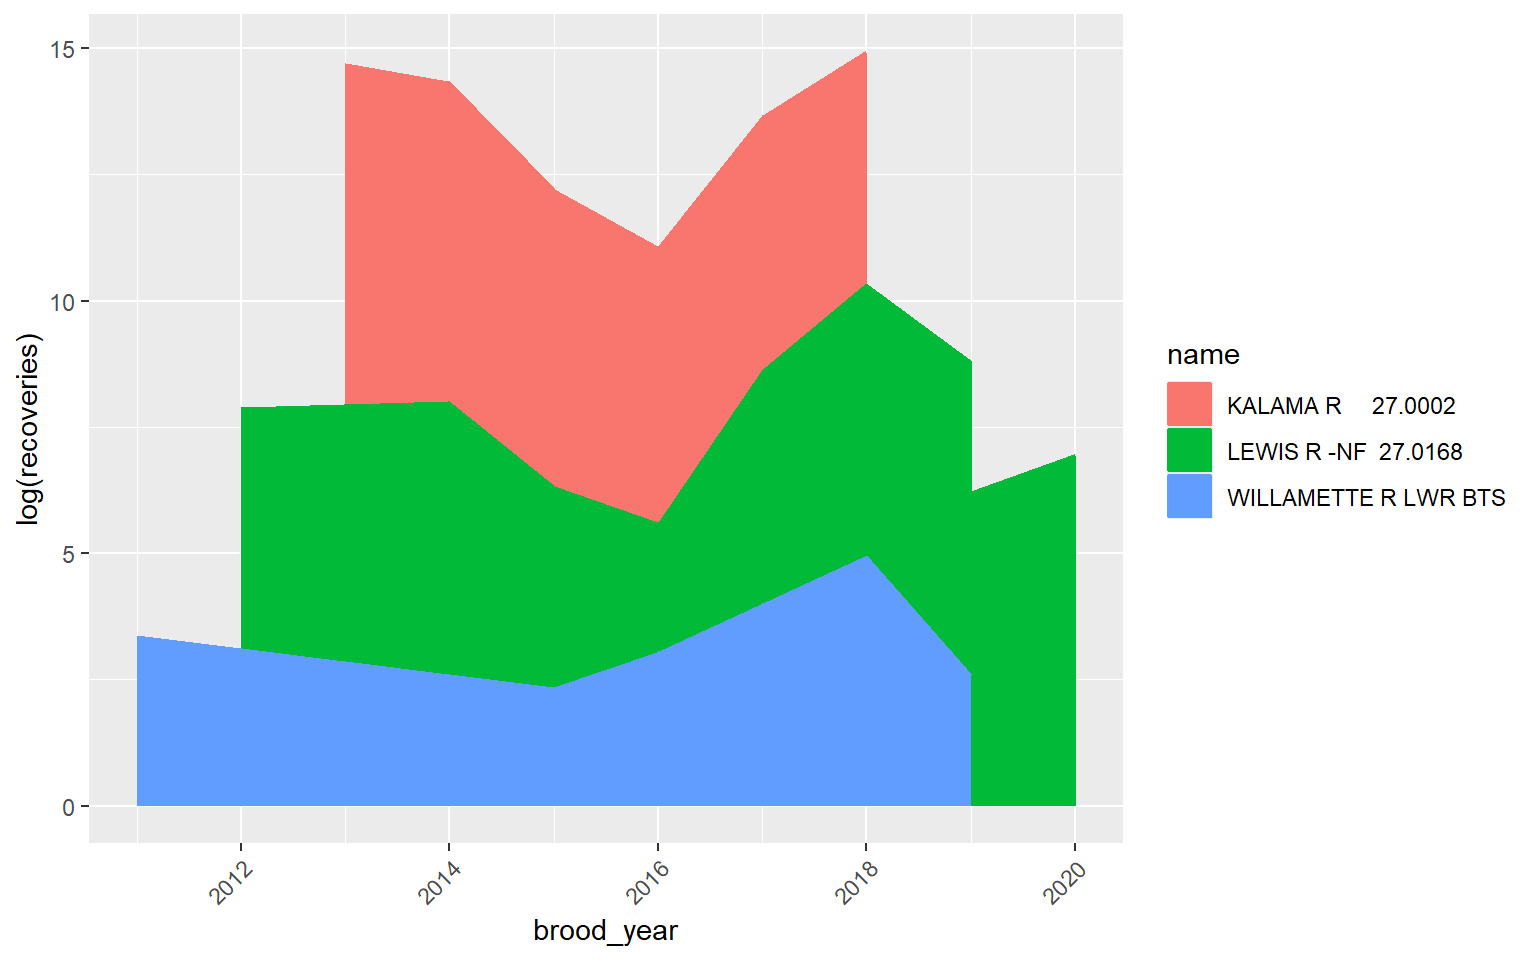 15
10
5
0
log(recoveries)
2012
2014
2016
2018
2020
brood_year
name
KALAMA R     27.0002
LEWIS R -NF  27.0168
WILLAMETTE R LWR BTS